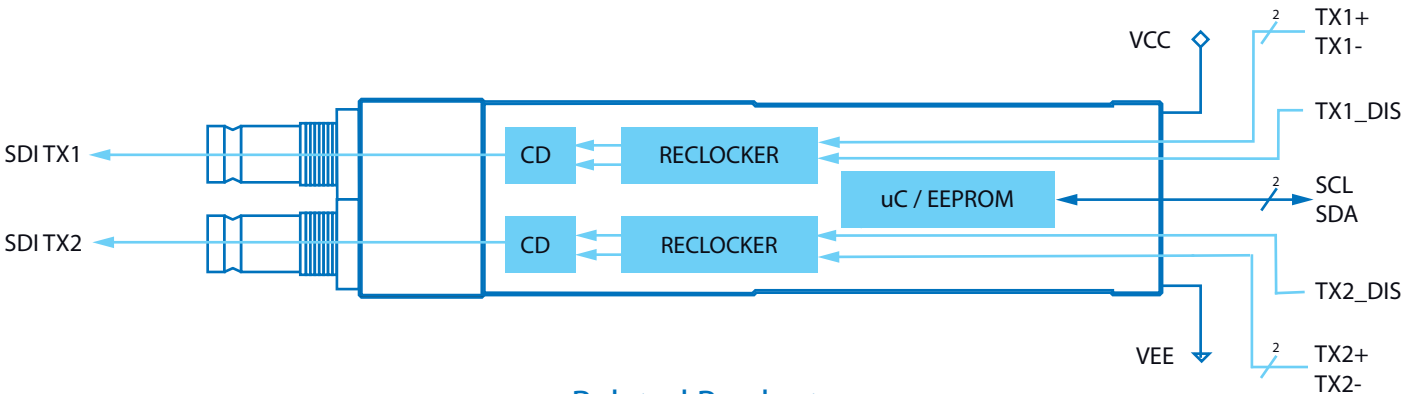 2
TX1+
TX1-
VCC
TX1_DIS
SDI TX1
CD
RECLOCKER
uC / EEPROM
2
SCL
SDA
SDI TX2
CD
RECLOCKER
TX2_DIS
VEE
2
TX2+
TX2-